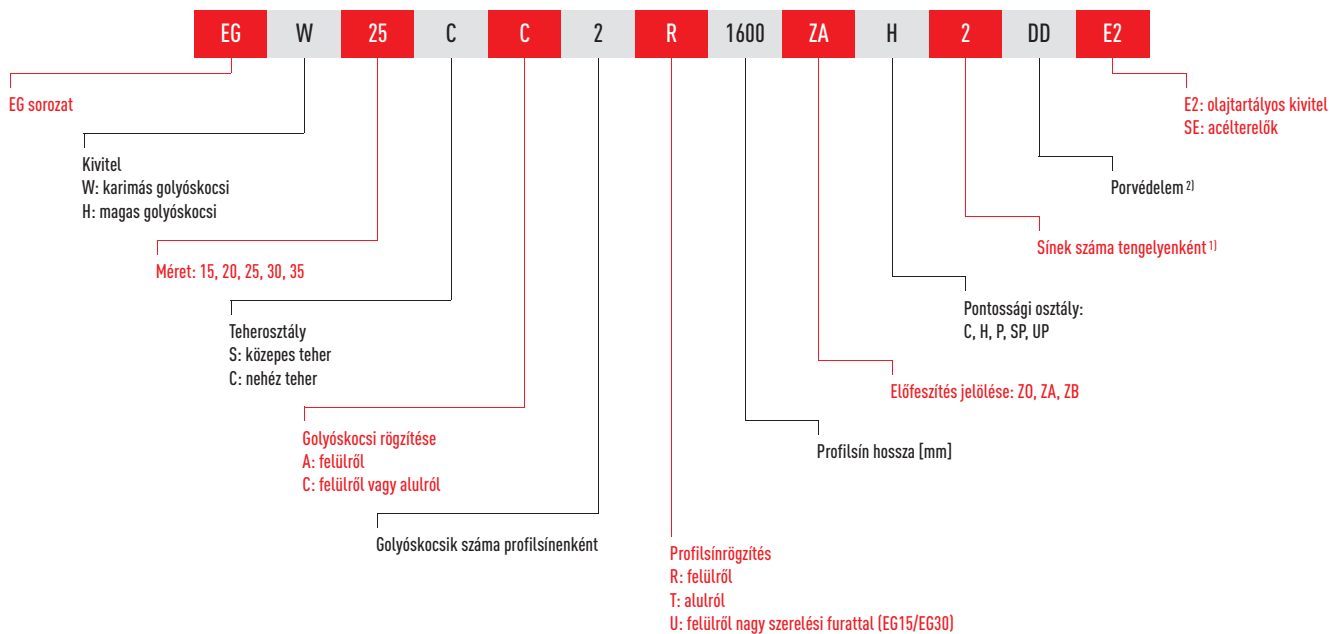 EG W 25 C C 2 R 1600 ZA H 2 DD E2
EG sorozat
E2: olajtartályos kivitel
SE: acélterelők
Kivitel
W: karimás golyóskocsi
H: magas golyóskocsi
Porvédelem 2)
Sínek száma tengelyenként 1)
Méret: 15, 20, 25, 30, 35
Pontossági osztály:
C, H, P, SP, UP
Teherosztály
S: közepes teher
C: nehéz teher
Előfeszítés jelölése: ZO, ZA, ZB
Golyóskocsi rögzítése
A: felülről
C: felülről vagy alulról
Profilsín hossza [mm]
Golyóskocsik száma profilsínenként
Profilsínrögzítés
R: felülről
T: alulról
U: felülről nagy szerelési furattal (EG15/EG30)